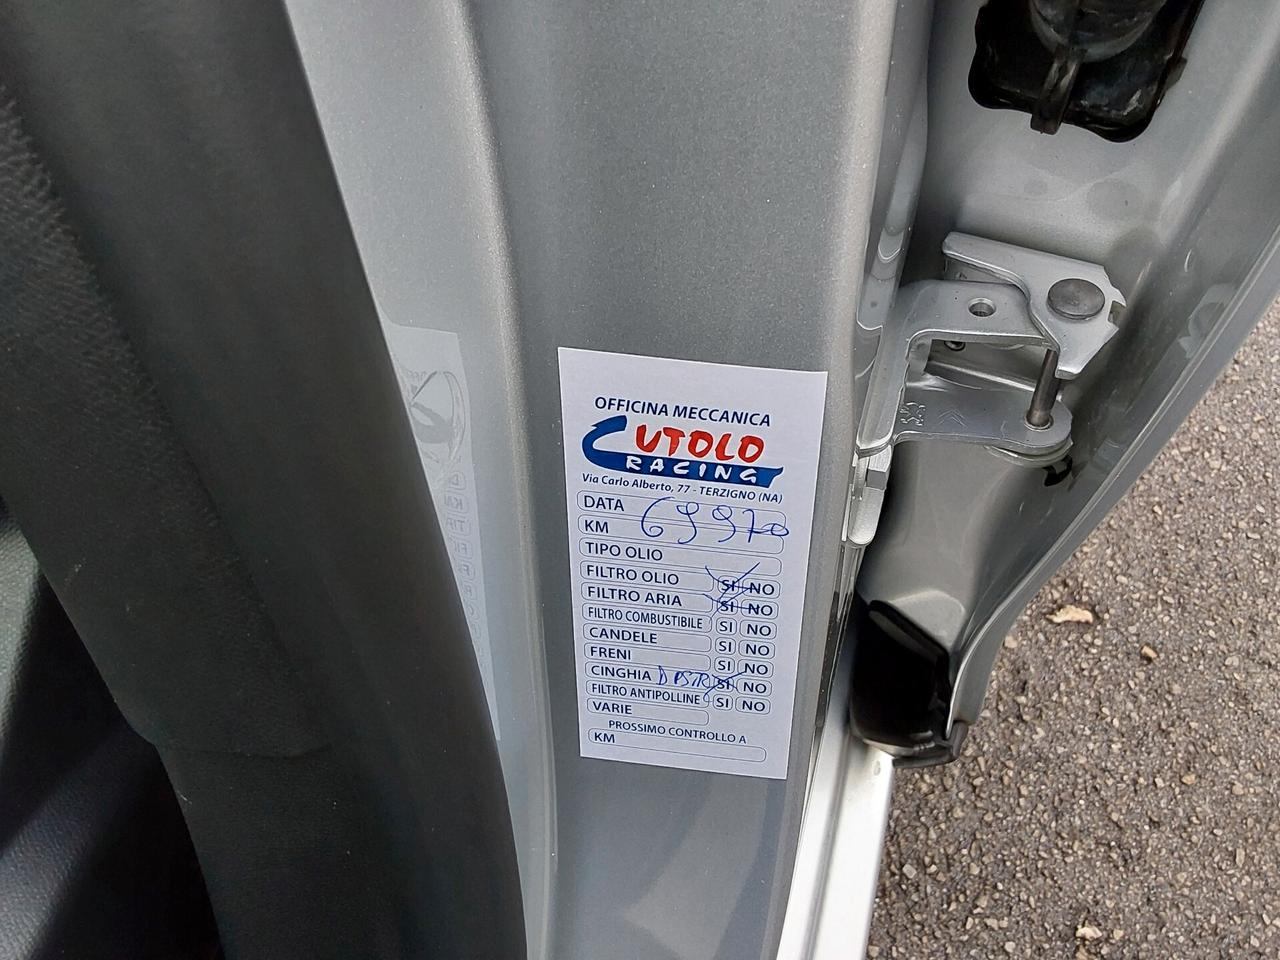 OFFICINA MECCANICA
CUTOLO
RACING
Via Carlo Alberto, 77 - TERZIGNO (NA)
DATA
KM 69970
TIPO OLIO
FILTRO OLIO SI NO
FILTRO ARIA SI NO
FILTRO COMBUSTIBILE SI NO
CANDELE SI NO
FRENI SI NO
CINGHIA DISTR SI NO
FILTRO ANTIPOLLINE SI NO
VARIE
PROSSIMO CONTROLLO A
KM